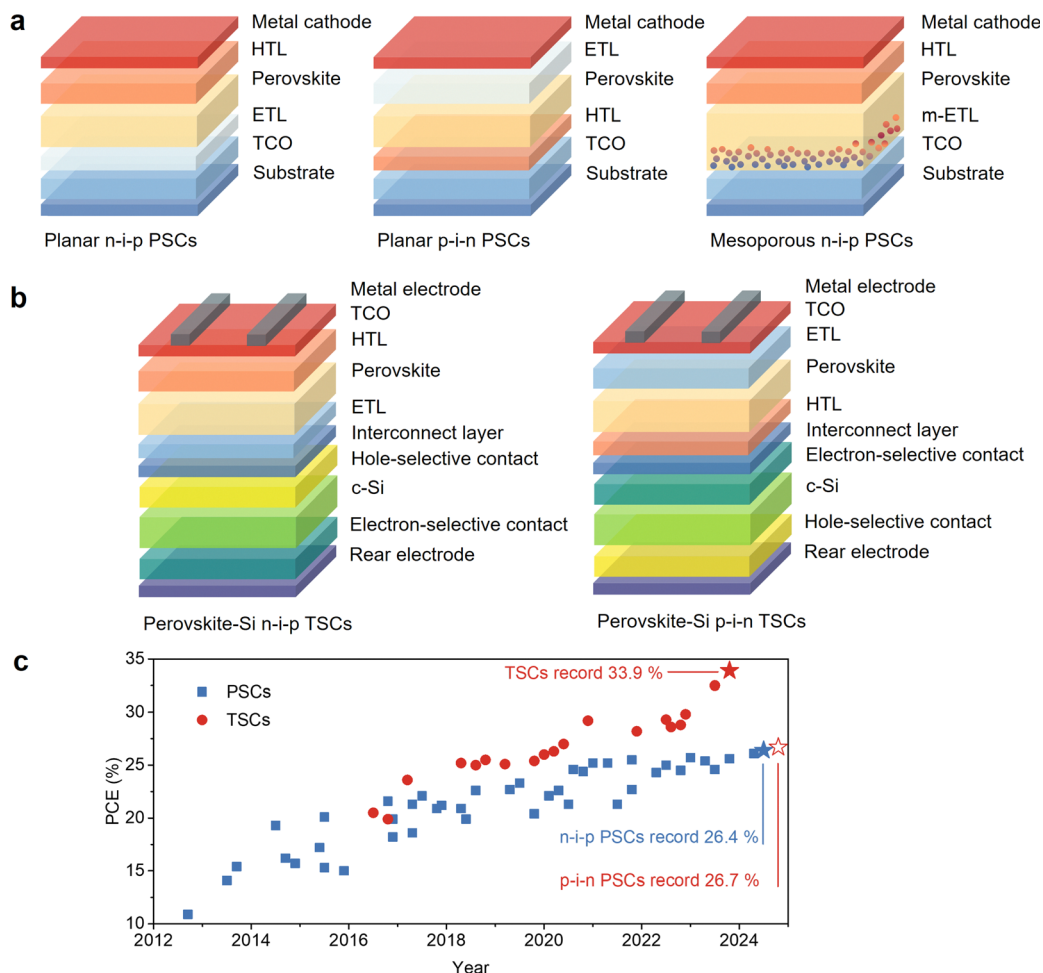 a
Metal cathode
HTL
Perovskite
ETL
TCO
Substrate
Planar n-i-p PSCs
Metal cathode
ETL
Perovskite
HTL
TCO
Substrate
Planar p-i-n PSCs
Metal cathode
HTL
Perovskite
m-ETL
TCO
Substrate
Mesoporous n-i-p PSCs
b
Metal electrode
TCO
HTL
Perovskite
ETL
Interconnect layer
Hole-selective contact
c-Si
Electron-selective contact
Rear electrode
Perovskite-Si n-i-p TSCs
Metal electrode
TCO
ETL
Perovskite
HTL
Interconnect layer
Electron-selective contact
c-Si
Hole-selective contact
Rear electrode
Perovskite-Si p-i-n TSCs
c
PCE (%)
35
30
25
20
15
10
PSCs
TSCs
TSCs record 33.9 %
n-i-p PSCs record 26.4 %
p-i-n PSCs record 26.7 %
2012 2014 2016 2018 2020 2022 2024
Year